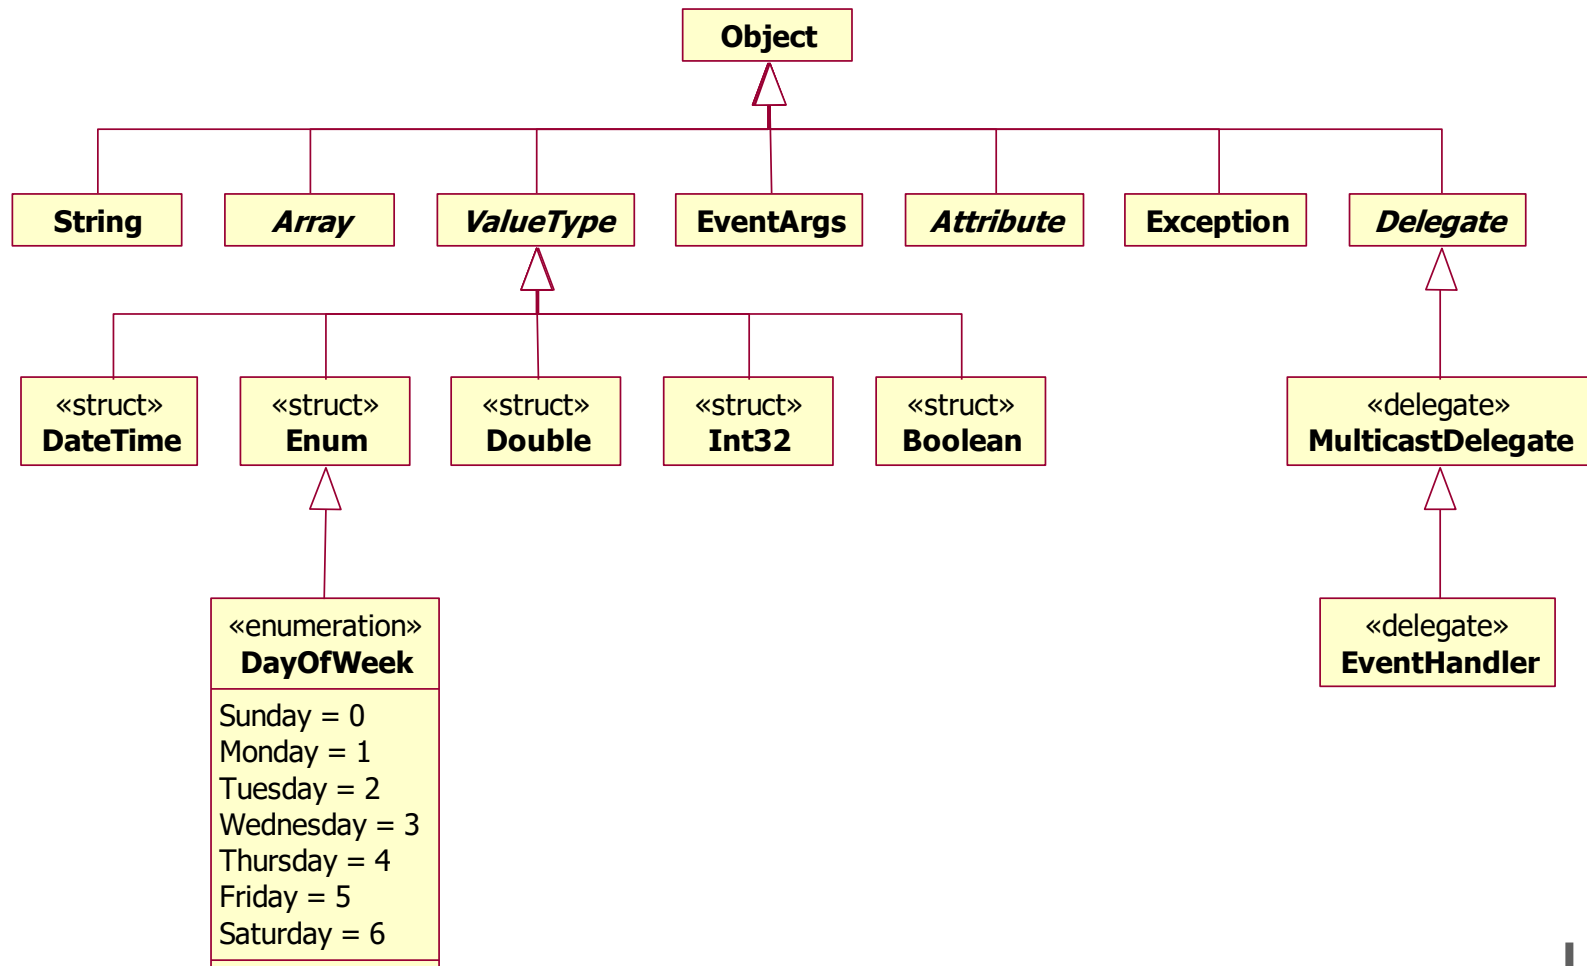 Object
String
Array
ValueType
EventArgs
Attribute
Exception
Delegate
«struct»
DateTime
«struct»
Enum
«struct»
Double
«struct»
Int32
«struct»
Boolean
«delegate»
MulticastDelegate
«enumeration»
DayOfWeek
Sunday = 0
Monday = 1
Tuesday = 2
Wednesday = 3
Thursday = 4
Friday = 5
Saturday = 6
«delegate»
EventHandler